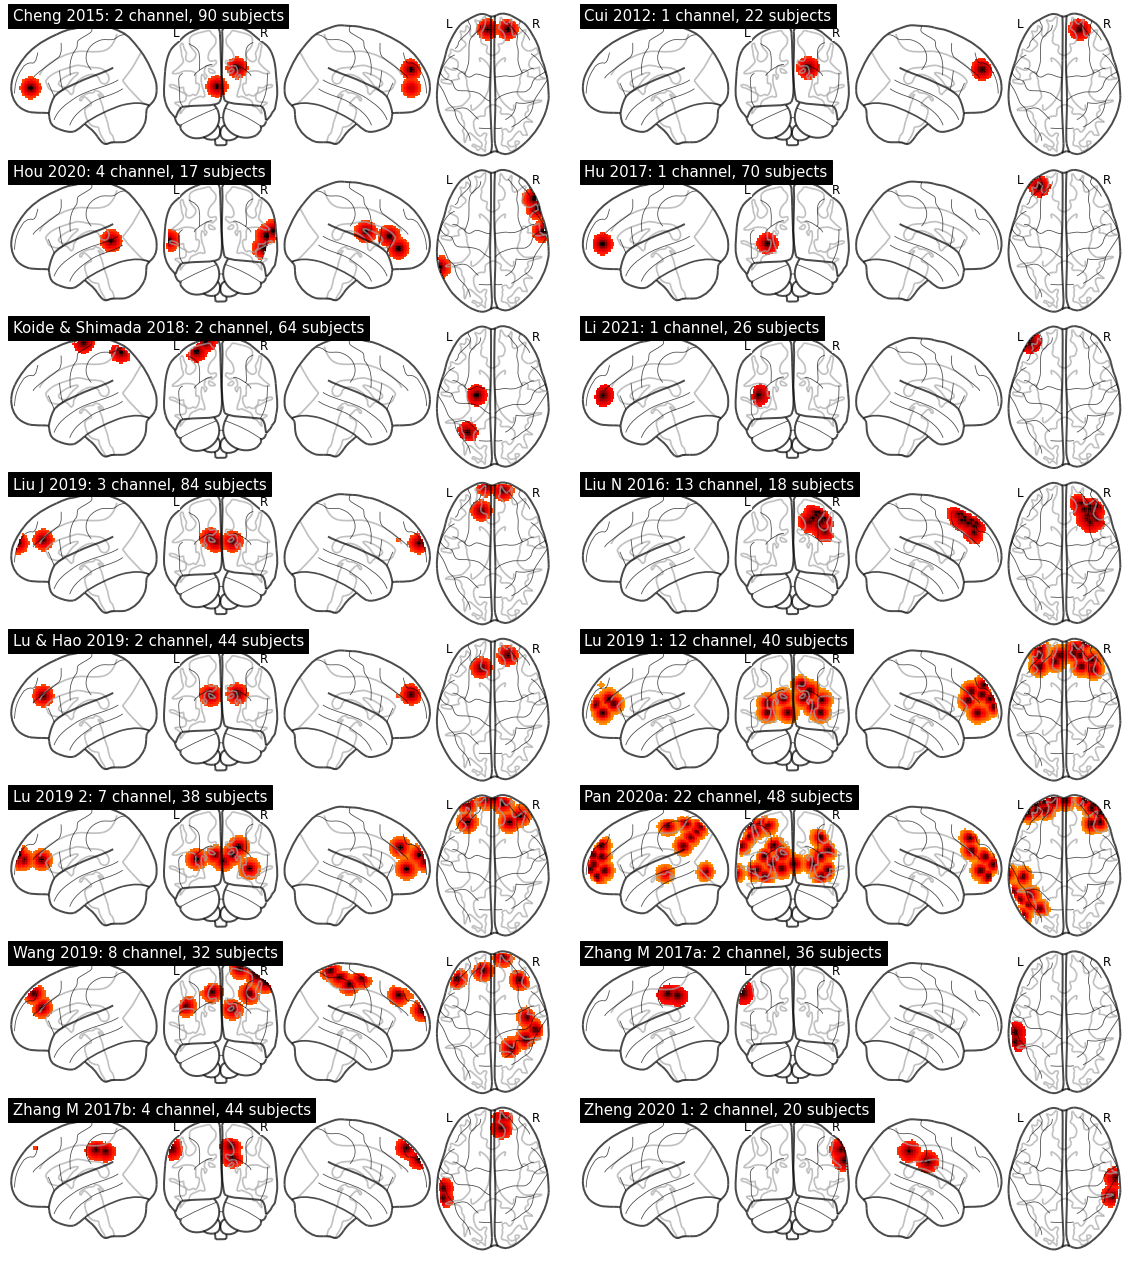 Cheng 2015: 2 channel, 90 subjects
L R L R
Cui 2012: 1 channel, 22 subjects
L R L R
Hou 2020: 4 channel, 17 subjects
L R L R
Hu 2017: 1 channel, 70 subjects
L R L R
Koide & Shimada 2018: 2 channel, 64 subjects
L R L R
Li 2021: 1 channel, 26 subjects
L R L R
Liu J 2019: 3 channel, 84 subjects
L R L R
Liu N 2016: 13 channel, 18 subjects
L R L R
Lu & Hao 2019: 2 channel, 44 subjects
L R L R
Lu 2019 1: 12 channel, 40 subjects
L R L R
Lu 2019 2: 7 channel, 38 subjects
L R L R
Pan 2020a: 22 channel, 48 subjects
L R L R
Wang 2019: 8 channel, 32 subjects
L R L R
Zhang M 2017a: 2 channel, 36 subjects
L R L R
Zhang M 2017b: 4 channel, 44 subjects
L R L R
Zheng 2020 1: 2 channel, 20 subjects
L R L R